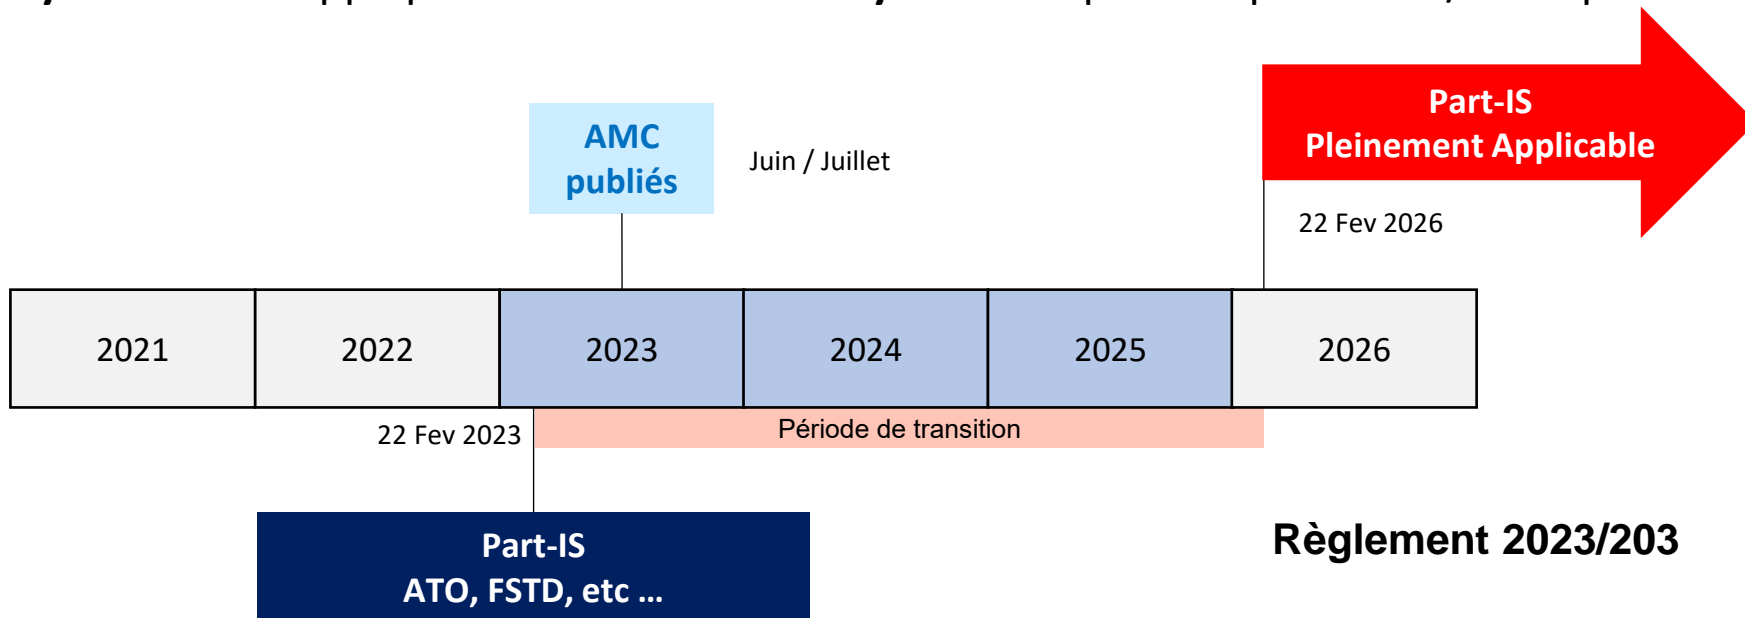 Part-IS
Pleinement Applicable
AMC
publiés
Juin / Juillet
22 Fev 2026
2021
2022
2023
2024
2025
2026
22 Fev 2023
Période de transition
Part-IS
ATO, FSTD, etc ...
Règlement 2023/203